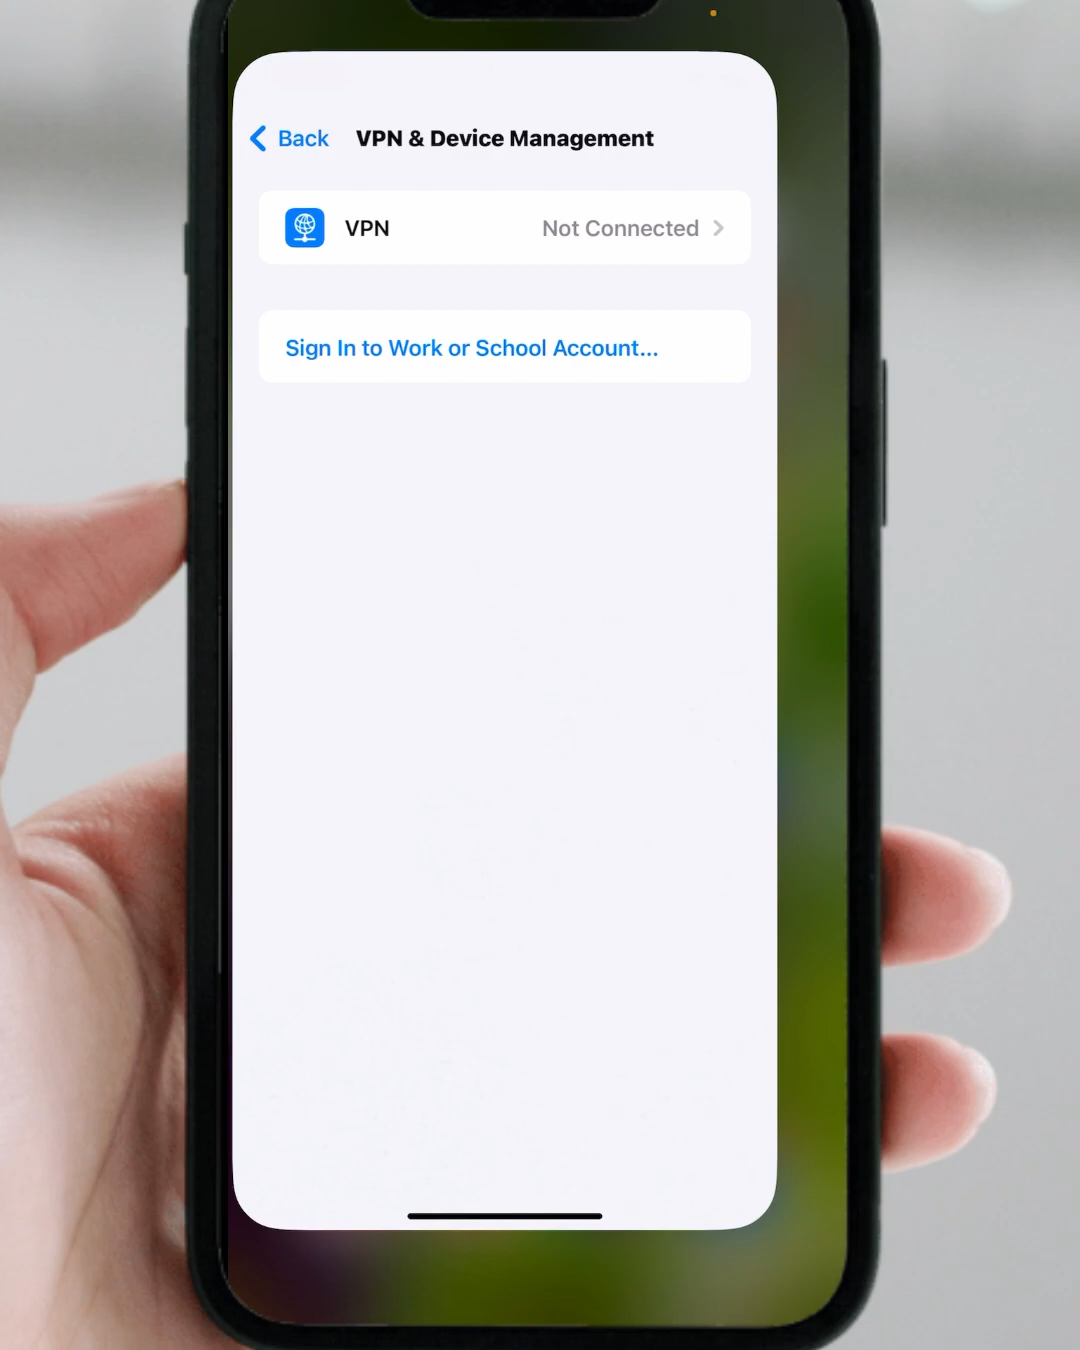 Back
VPN & Device Management
VPN
Not Connected
Sign In to Work or School Account...